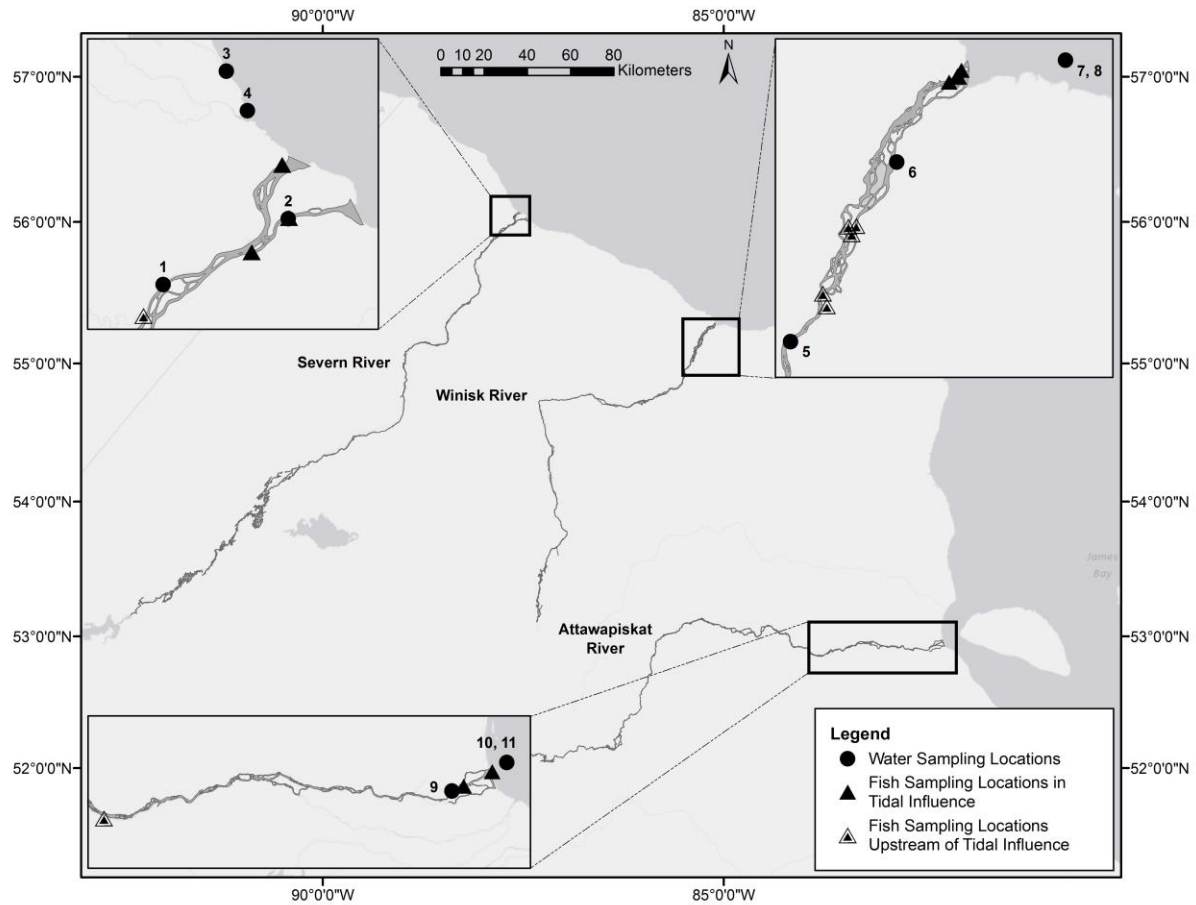 90°0'0"W
85°0'0"W
57°0'0"N
57°0'0"N
56°0'0"N
56°0'0"N
55°0'0"N
55°0'0"N
54°0'0"N
54°0'0"N
53°0'0"N
53°0'0"N
52°0'0"N
52°0'0"N
90°0'0"W
85°0'0"W
0 10 20 40 60 80
Kilometers
N
3
4
2
1
7, 8
6
5
Severn River
Winisk River
James
Bay
Attawapiskat
River
10, 11
9
Legend
Water Sampling Locations
Fish Sampling Locations in
Tidal Influence
Fish Sampling Locations
Upstream of Tidal Influence